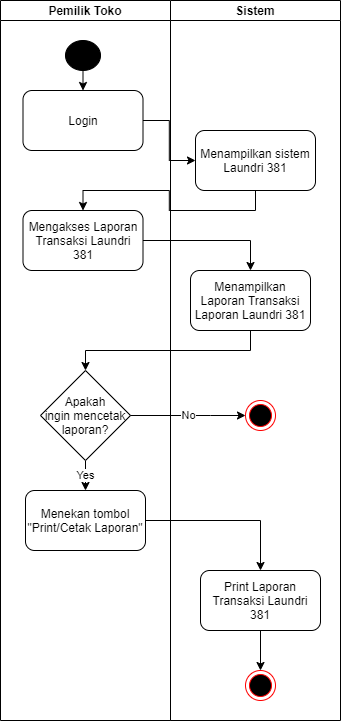 Pemilik Toko
Sistem
Login
Menampilkan sistem
Laundri 381
Mengakses Laporan
Transaksi Laundri
381
Menampilkan
Laporan Transaksi
Laporan Laundri 381
Apakah
ingin mencetak
laporan?
No
Yes
Menekan tombol
"Print/Cetak Laporan"
Print Laporan
Transaksi Laundri
381